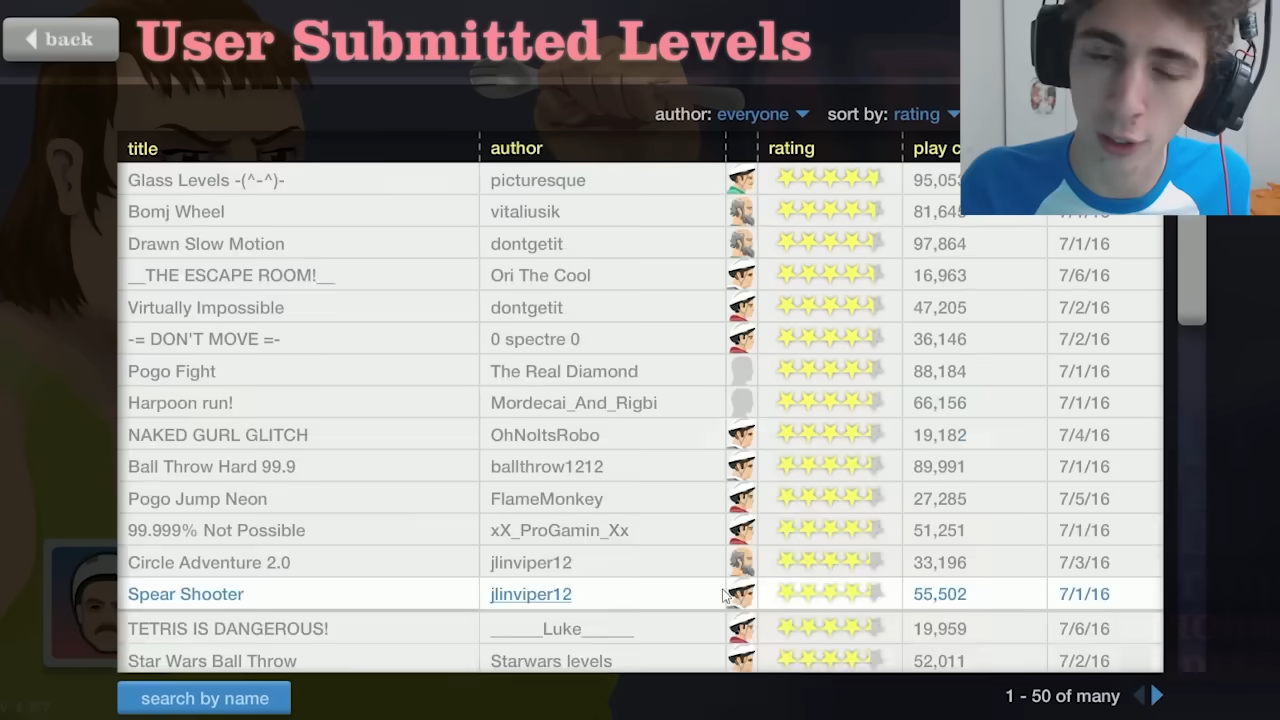 back
User Submitted Levels
author: everyone sort by: rating
title author rating play c
Glass Levels -(^-^)- picturesque 95,053
Bomj Wheel vitaliusik 81,645
Drawn Slow Motion dontgetit 97,864 7/1/16
__THE ESCAPE ROOM!__ Ori The Cool 16,963 7/6/16
Virtually Impossible dontgetit 47,205 7/2/16
-= DON'T MOVE =- 0 spectre 0 36,146 7/2/16
Pogo Fight The Real Diamond 88,184 7/1/16
Harpoon run! Mordecai_And_Rigbi 66,156 7/1/16
NAKED GURL GLITCH OhNoItsRobo 19,182 7/4/16
Ball Throw Hard 99.9 ballthrow1212 89,991 7/1/16
Pogo Jump Neon FlameMonkey 27,285 7/5/16
99.999% Not Possible xX_ProGamin_Xx 51,251 7/1/16
Circle Adventure 2.0 jlinviper12 33,196 7/3/16
Spear Shooter jlinviper12 55,502 7/1/16
TETRIS IS DANGEROUS! ______Luke______ 19,959 7/6/16
Star Wars Ball Throw Starwars levels 52,011 7/2/16
search by name 1 - 50 of many